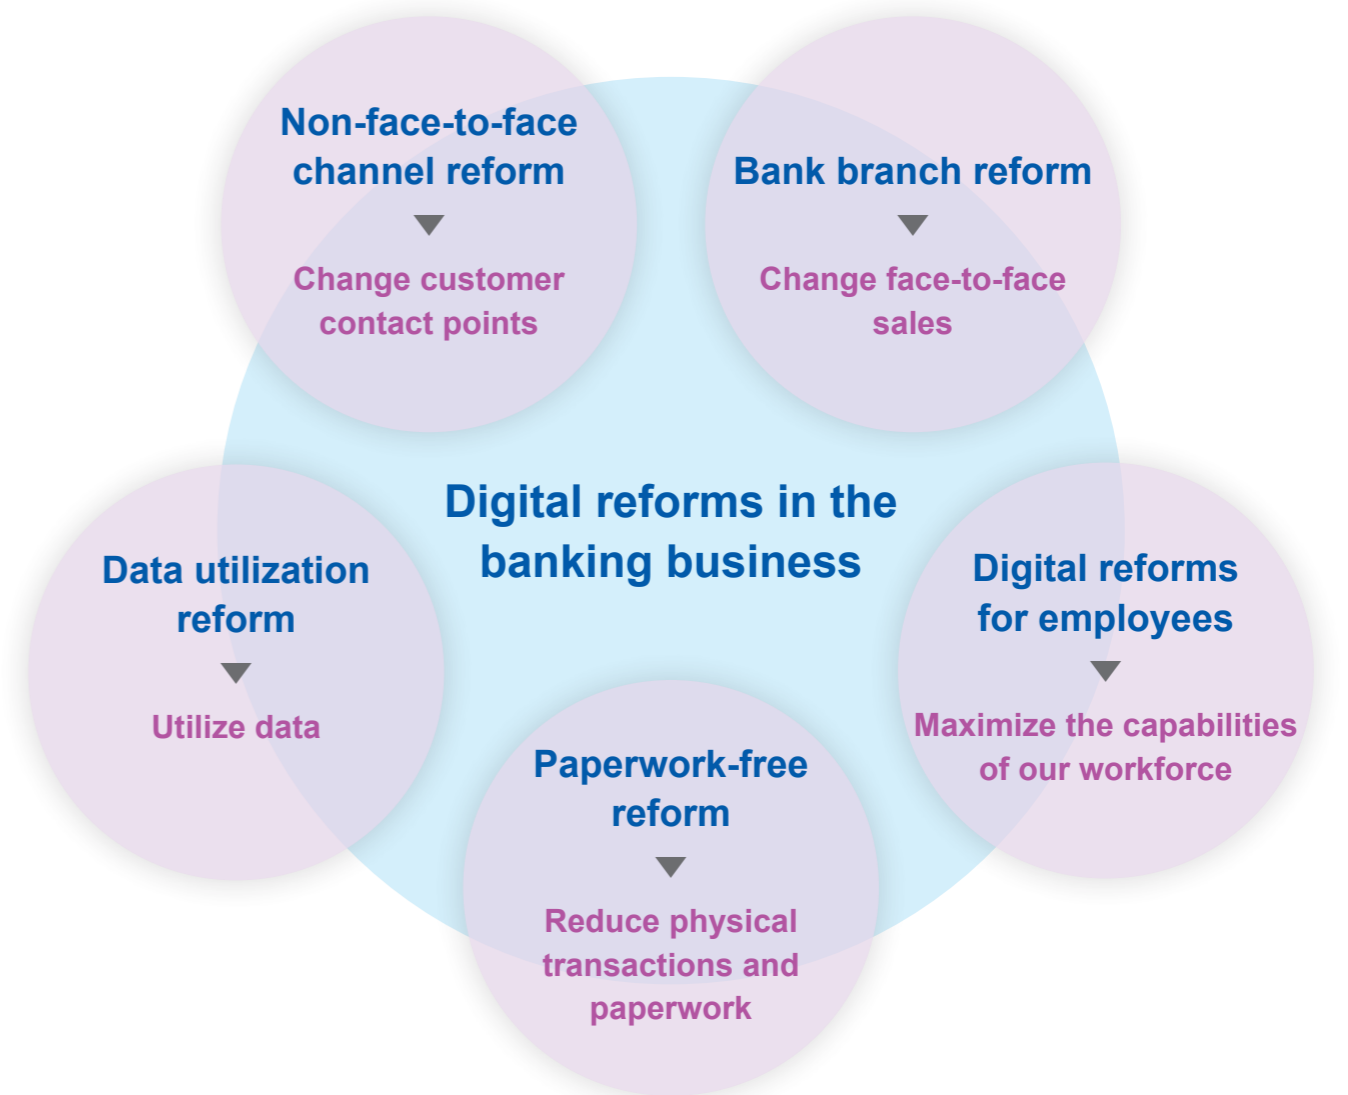 Non-face-to-face
channel reform
Change customer
contact points
Bank branch reform
Change face-to-face
sales
Digital reforms in the
banking business
Data utilization
reform
Utilize data
Digital reforms
for employees
Maximize the capabilities
of our workforce
Paperwork-free
reform
Reduce physical
transactions and
paperwork